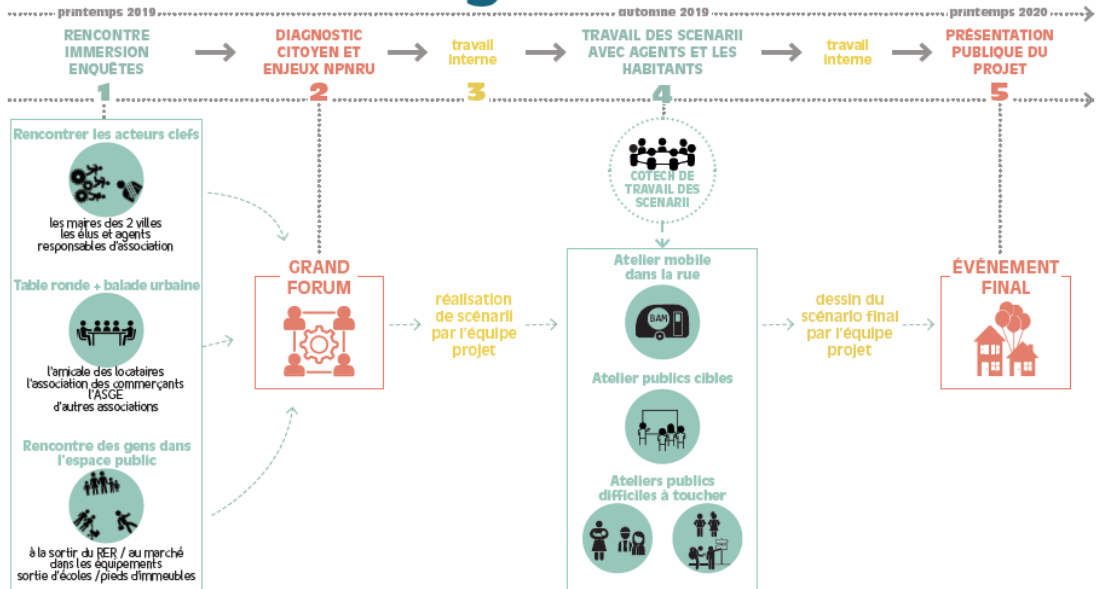 printemps 2019
automne 2019
printemps 2020
RENCONTRE
IMMERSION
ENQUÊTES
1
DIAGNOSTIC
CITOYEN ET
ENJEUX NPNRU
2
travail
interne
3
TRAVAIL DES SCENARII
AVEC AGENTS ET LES
HABITANTS
4
travail
interne
PRÉSENTATION
PUBLIQUE DU
PROJET
5
Rencontrer les acteurs clefs
les maires des 2 villes
les élus et agents
responsables d'association
Table ronde + balade urbaine
l'amicale des locataires
l'association des commerçants
l'ASGE
d'autres associations
Rencontre des gens dans
l'espace public
à la sortir du RER / au marché
dans les équipements
sortie d'écoles /pieds d'immeubles
GRAND
FORUM
réalisation
de scénarii
par l'équipe
projet
COTECH DE
TRAVAIL DES
SCENARII
Atelier mobile
dans la rue
BAM
Atelier publics cibles
Ateliers publics
difficiles à toucher
dessin du
scénario final
par l'équipe
projet
ÉVÉNEMENT
FINAL